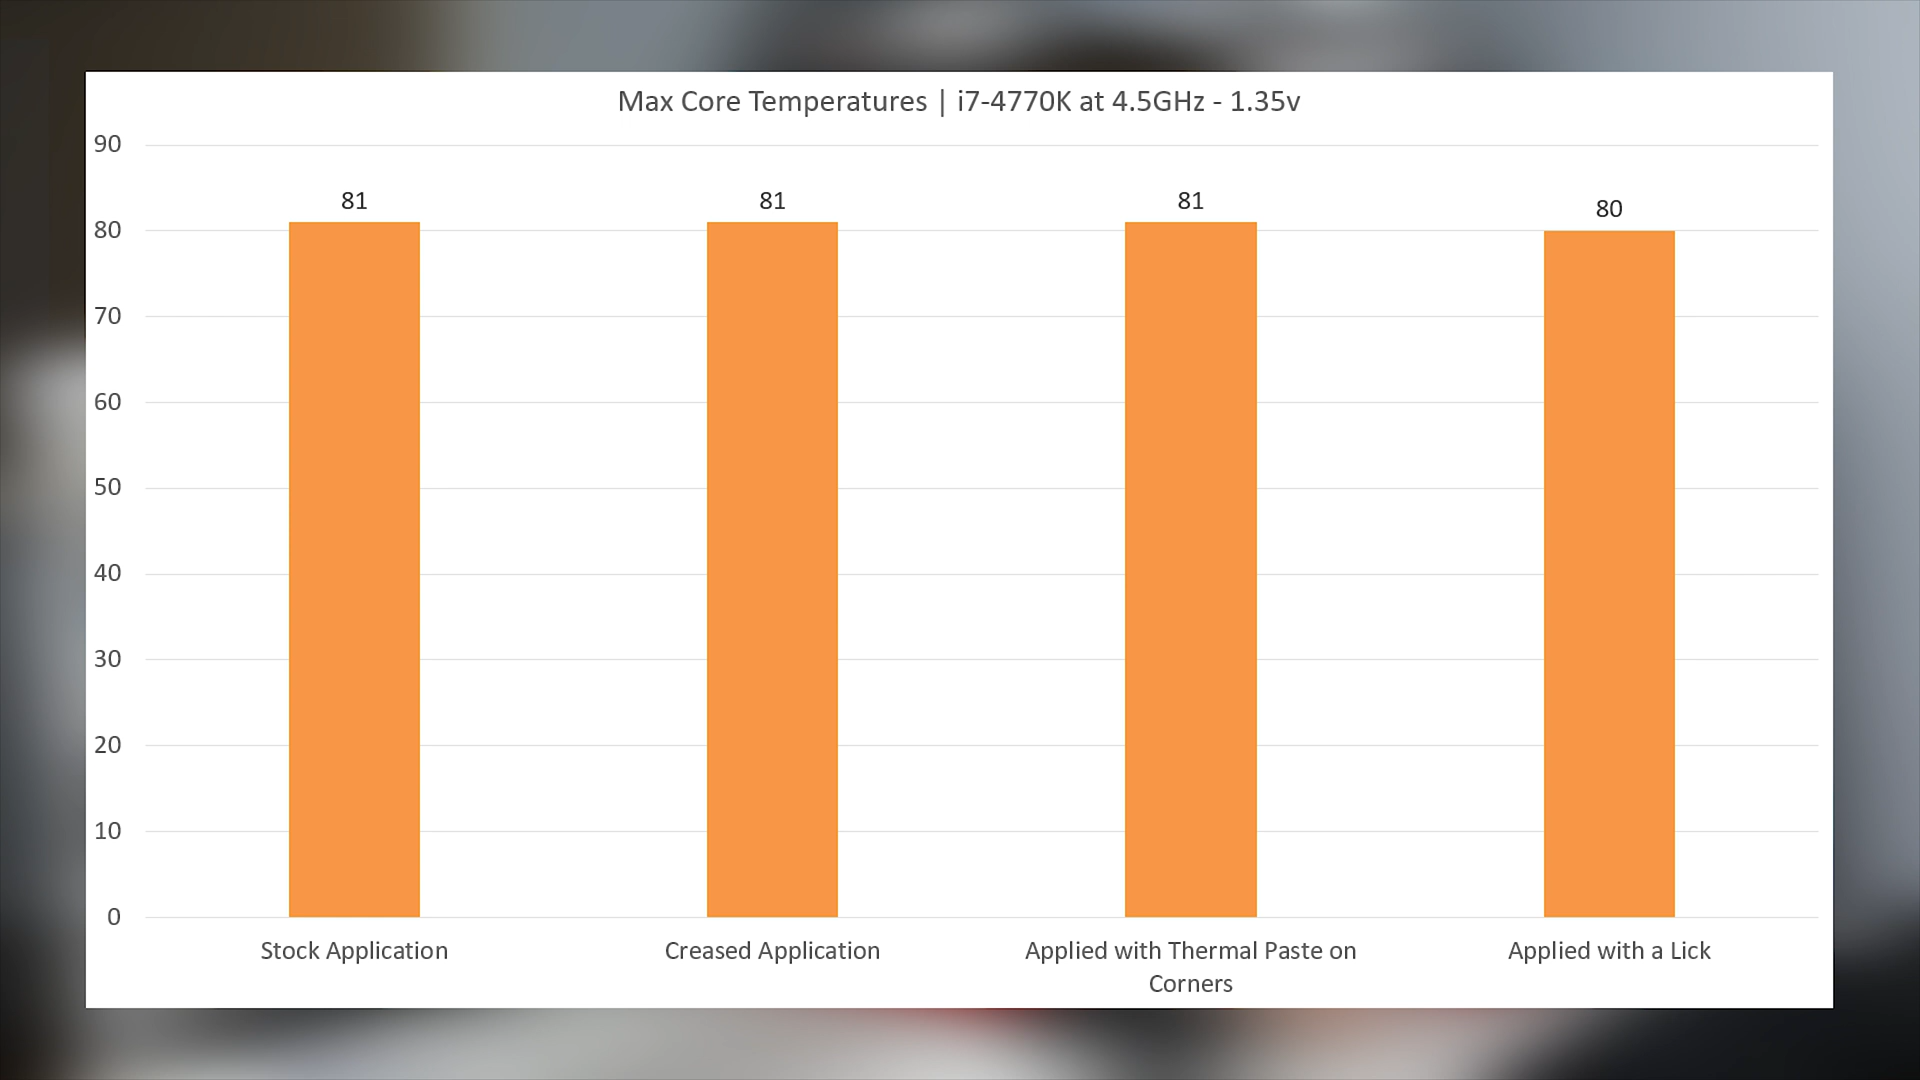 Max Core Temperatures | i7-4770K at 4.5GHz - 1.35v
90
80
70
60
50
40
30
20
10
0
81
81
81
80
Stock Application
Creased Application
Applied with Thermal Paste on
Corners
Applied with a Lick